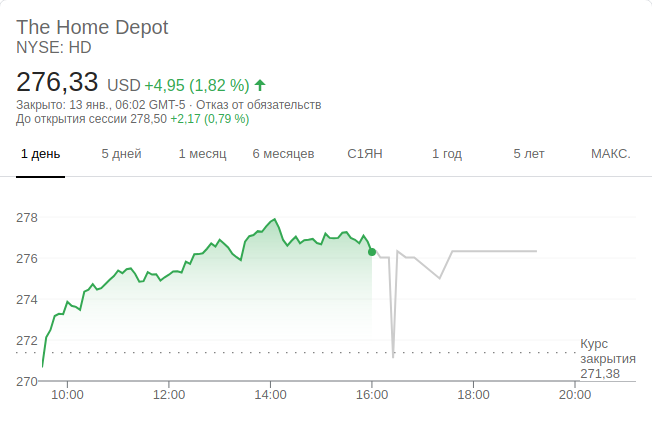 The Home Depot
NYSE: HD
276,33 USD +4,95 (1,82 %)
Закрыто: 13 янв., 06:02 GMT-5 · Отказ от обязательств
До открытия сессии 278,50 +2,17 (0,79 %)
1 день 5 дней 1 месяц 6 месяцев С1ЯН 1 год 5 лет МАКС.
278
276
274
272
270
Курс
закрытия
271,38
10:00 12:00 14:00 16:00 18:00 20:00